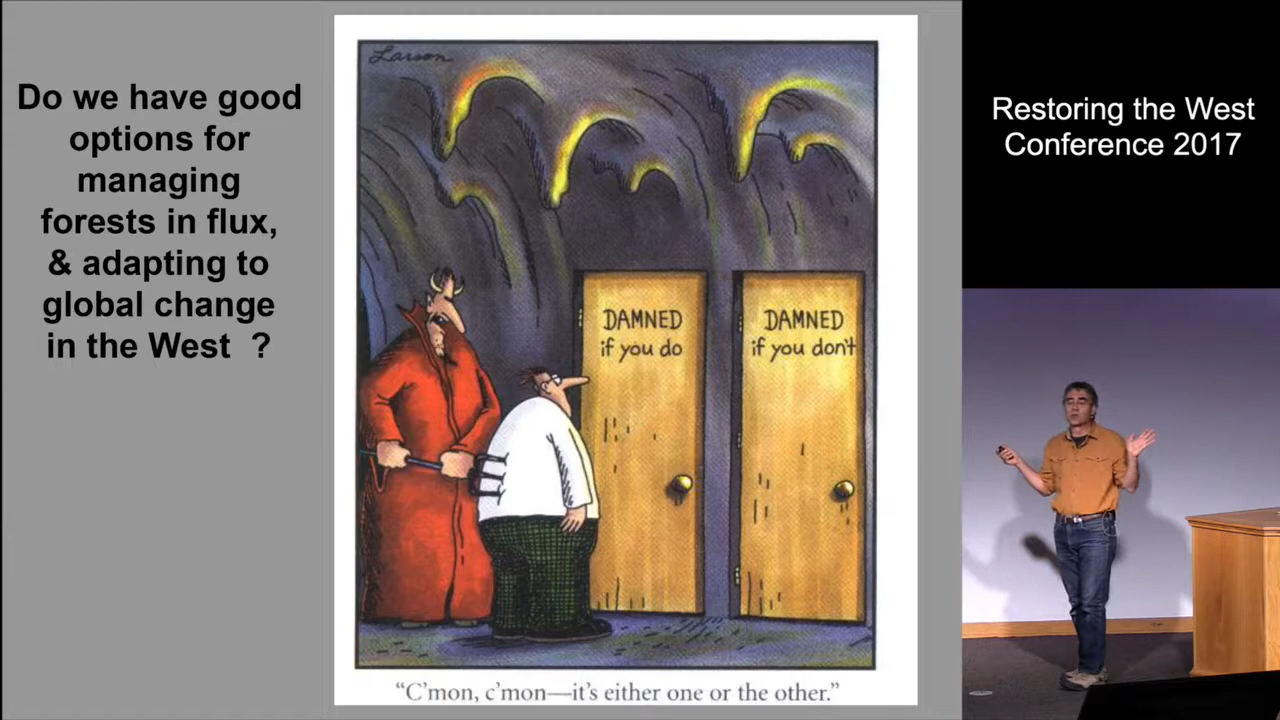 Do we have good
options for
managing
forests in flux,
& adapting to
global change
in the West ?
Larson
DAMNED
if you do
DAMNED
if you don't
"C'mon, c'mon—it's either one or the other."
Restoring the West
Conference 2017